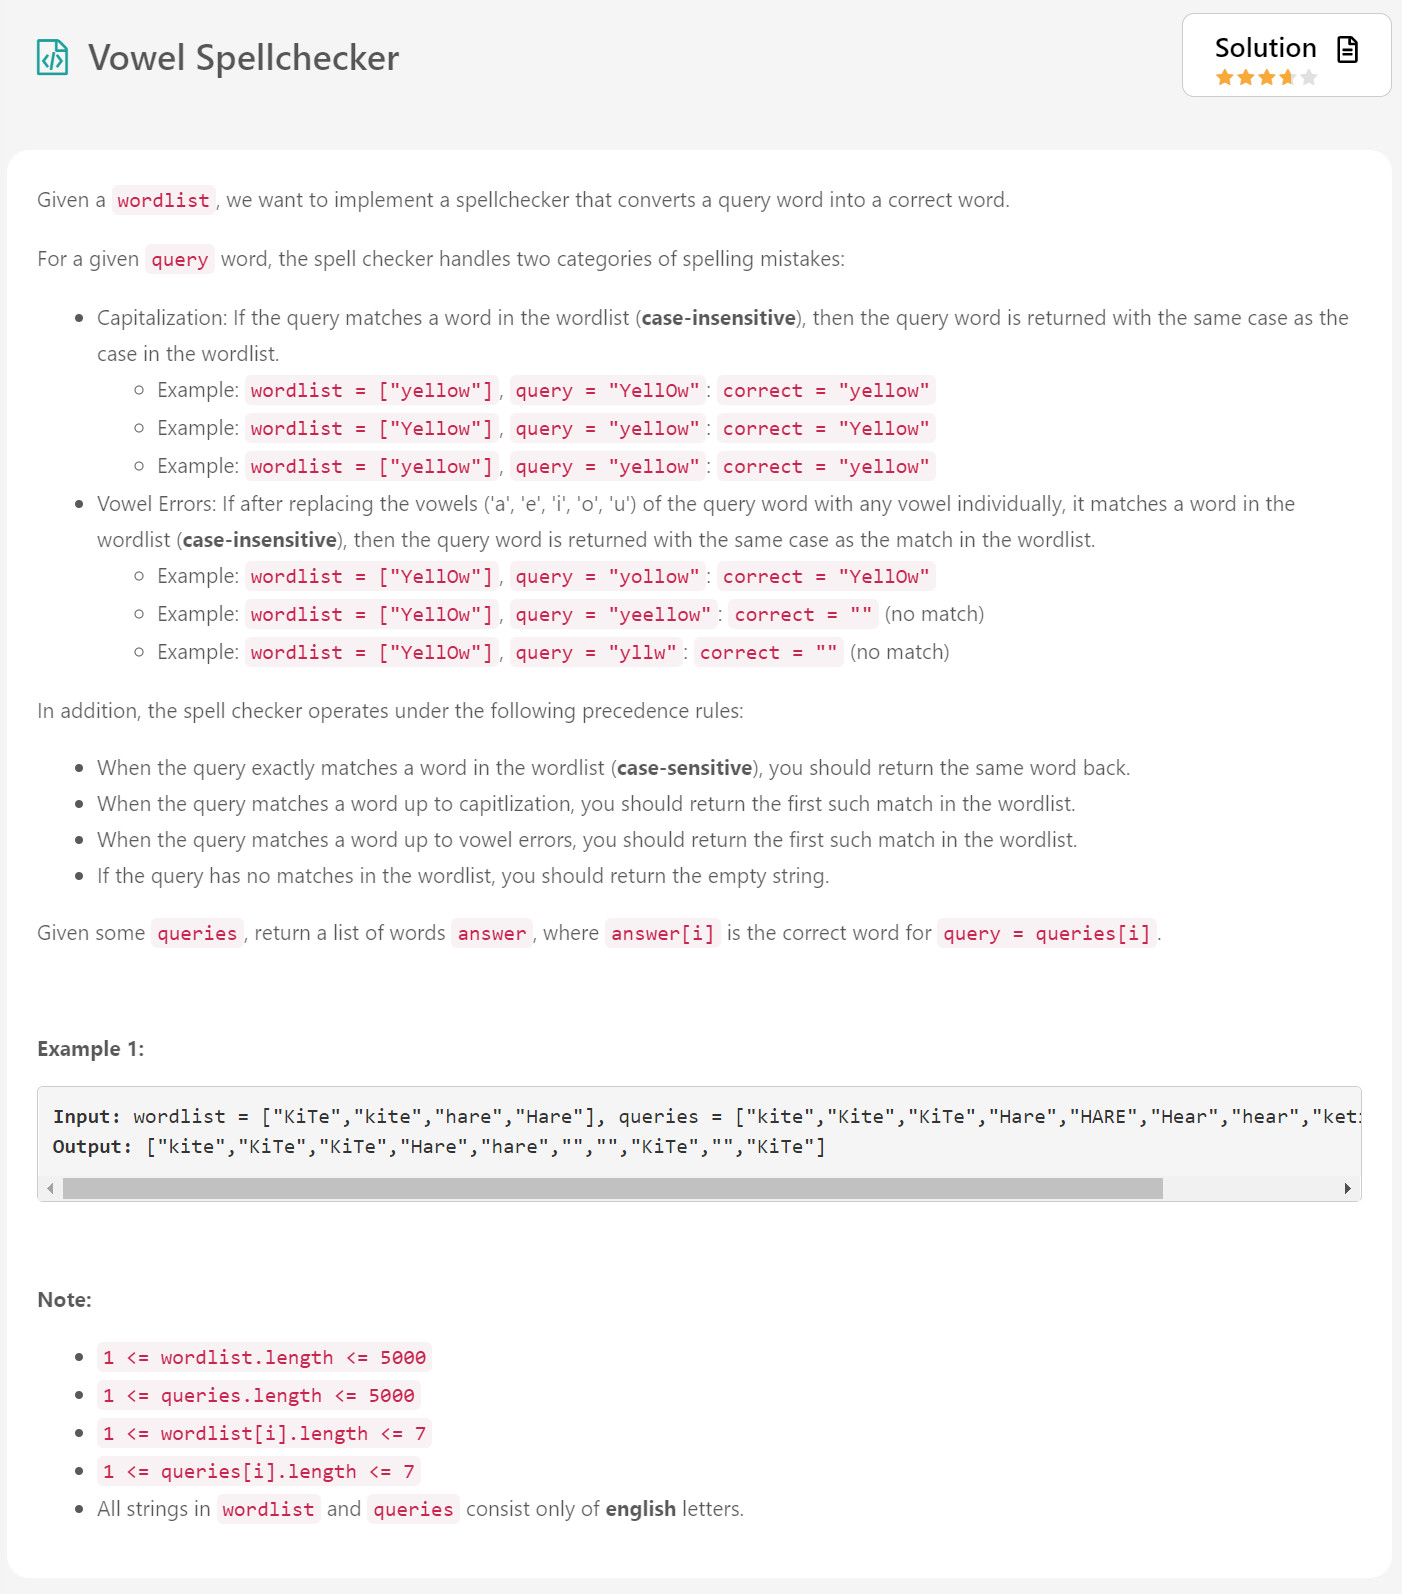 Vowel Spellchecker
Solution
Given a wordlist, we want to implement a spellchecker that converts a query word into a correct word.
For a given query word, the spell checker handles two categories of spelling mistakes:
• Capitalization: If the query matches a word in the wordlist (case-insensitive), then the query word is returned with the same case as the
case in the wordlist.
○ Example: wordlist = ["yellow"], query = "YellOw": correct = "yellow"
○ Example: wordlist = ["Yellow"], query = "yellow": correct = "Yellow"
○ Example: wordlist = ["yellow"], query = "yellow": correct = "yellow"
• Vowel Errors: If after replacing the vowels ('a', 'e', 'i', 'o', 'u') of the query word with any vowel individually, it matches a word in the
wordlist (case-insensitive), then the query word is returned with the same case as the match in the wordlist.
○ Example: wordlist = ["YellOw"], query = "yollow": correct = "YellOw"
○ Example: wordlist = ["YellOw"], query = "yeellow": correct = "" (no match)
○ Example: wordlist = ["YellOw"], query = "yllw": correct = "" (no match)
In addition, the spell checker operates under the following precedence rules:
• When the query exactly matches a word in the wordlist (case-sensitive), you should return the same word back.
• When the query matches a word up to capitlization, you should return the first such match in the wordlist.
• When the query matches a word up to vowel errors, you should return the first such match in the wordlist.
• If the query has no matches in the wordlist, you should return the empty string.
Given some queries, return a list of words answer, where answer[i] is the correct word for query = queries[i].
Example 1:
Input: wordlist = ["KiTe","kite","hare","Hare"], queries = ["kite","Kite","KiTe","Hare","HARE","Hear","hear","ket
Output: ["kite","KiTe","KiTe","Hare","hare","","","KiTe","","KiTe"]
Note:
• 1 <= wordlist.length <= 5000
• 1 <= queries.length <= 5000
• 1 <= wordlist[i].length <= 7
• 1 <= queries[i].length <= 7
• All strings in wordlist and queries consist only of english letters.